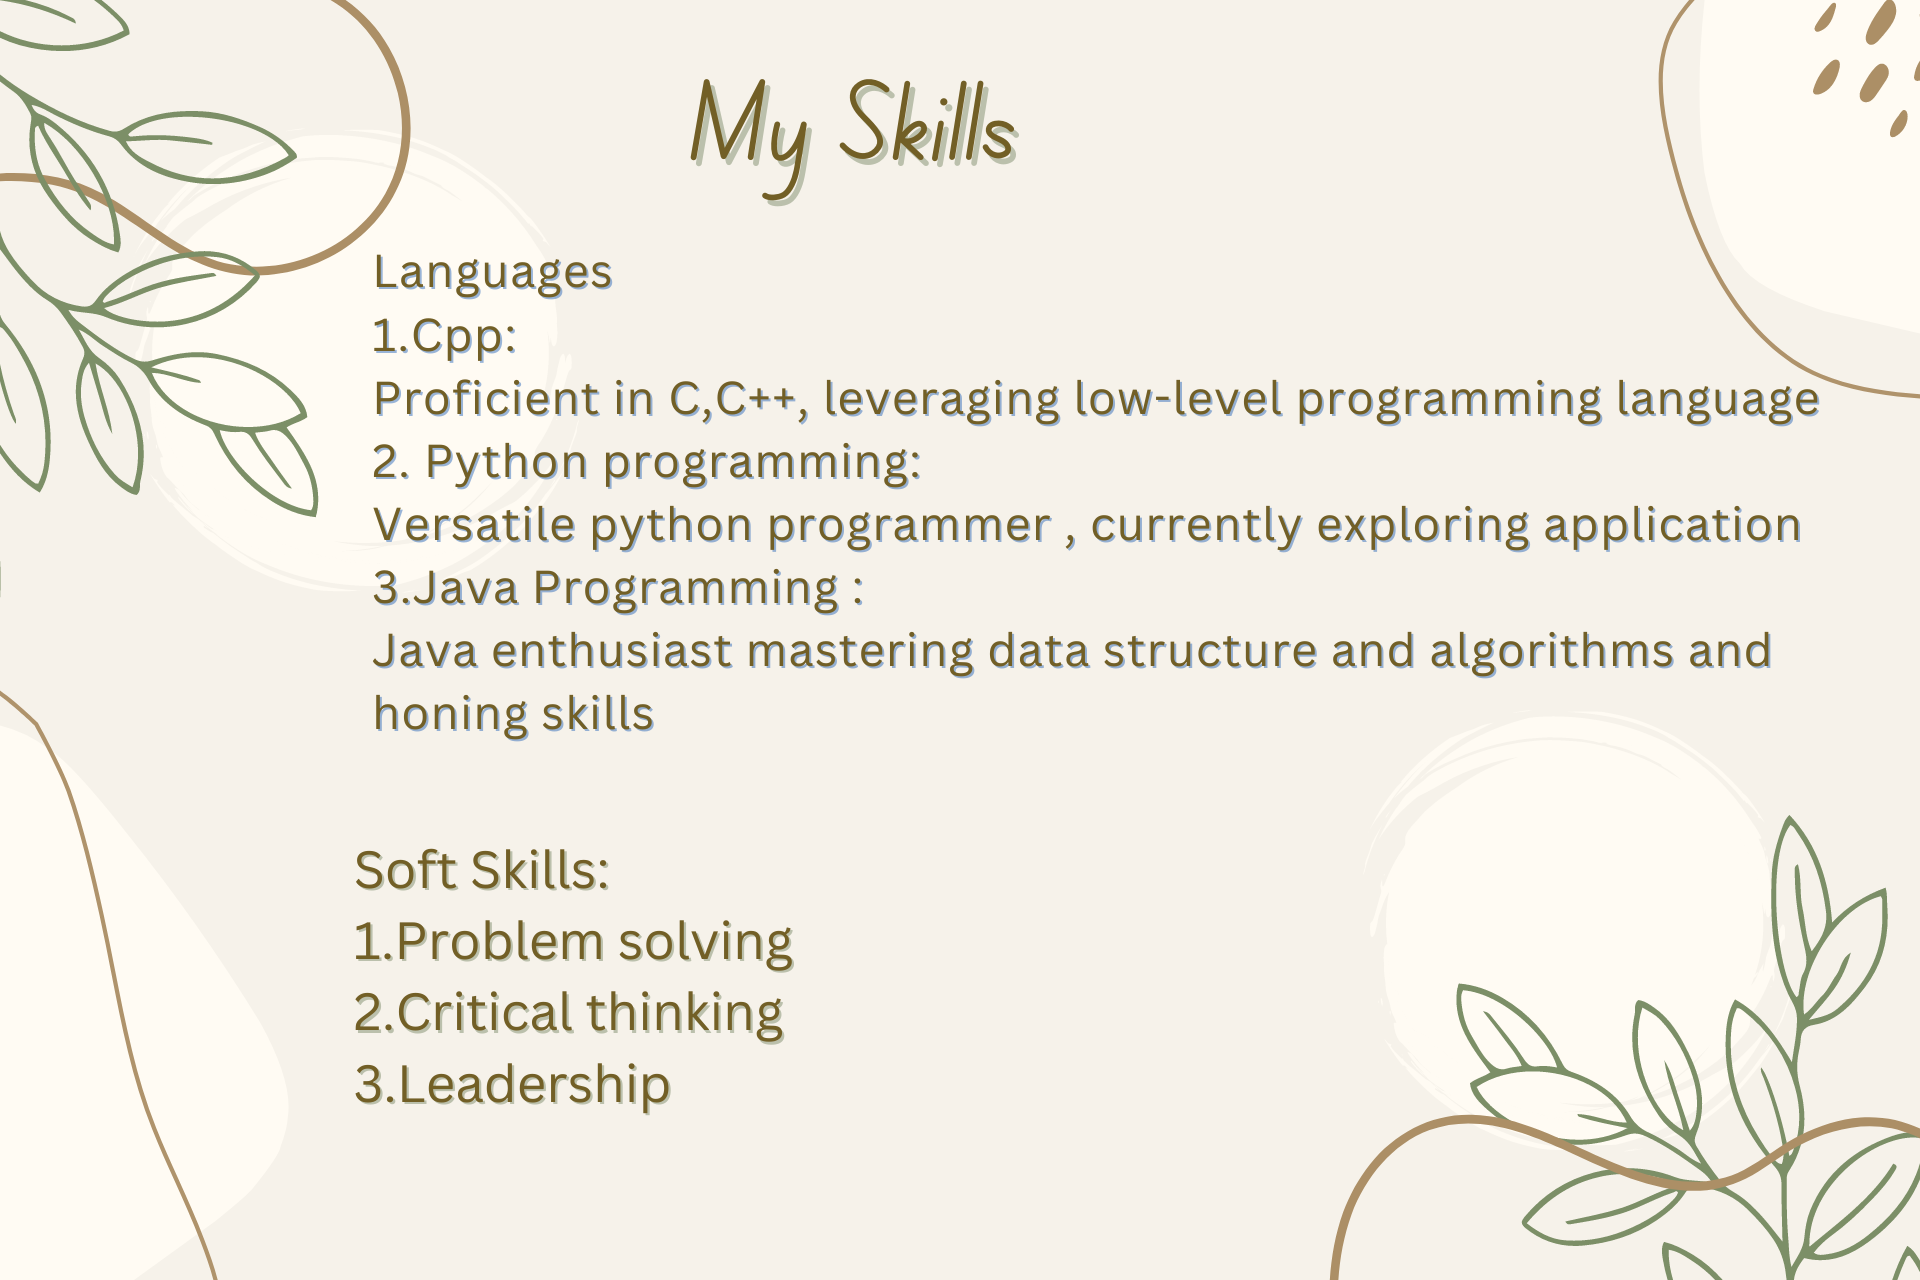 My Skills
Languages
1.Cpp:
Proficient in C,C++, leveraging low-level programming language
2. Python programming:
Versatile python programmer , currently exploring application
3.Java Programming :
Java enthusiast mastering data structure and algorithms and
honing skills
Soft Skills:
1.Problem solving
2.Critical thinking
3.Leadership